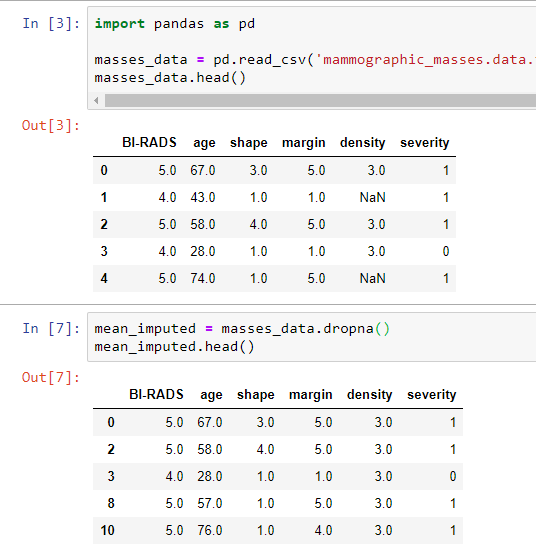 In [3]: import pandas as pd
masses_data = pd.read_csv('mammographic_masses.data.
masses_data.head()
Out[3]:
BI-RADS age shape margin density severity
0 5.0 67.0 3.0 5.0 3.0 1
1 4.0 43.0 1.0 1.0 NaN 1
2 5.0 58.0 4.0 5.0 3.0 1
3 4.0 28.0 1.0 1.0 3.0 0
4 5.0 74.0 1.0 5.0 NaN 1
In [7]: mean_imputed = masses_data.dropna()
mean_imputed.head()
Out[7]:
BI-RADS age shape margin density severity
0 5.0 67.0 3.0 5.0 3.0 1
2 5.0 58.0 4.0 5.0 3.0 1
3 4.0 28.0 1.0 1.0 3.0 0
8 5.0 57.0 1.0 5.0 3.0 1
10 5.0 76.0 1.0 4.0 3.0 1